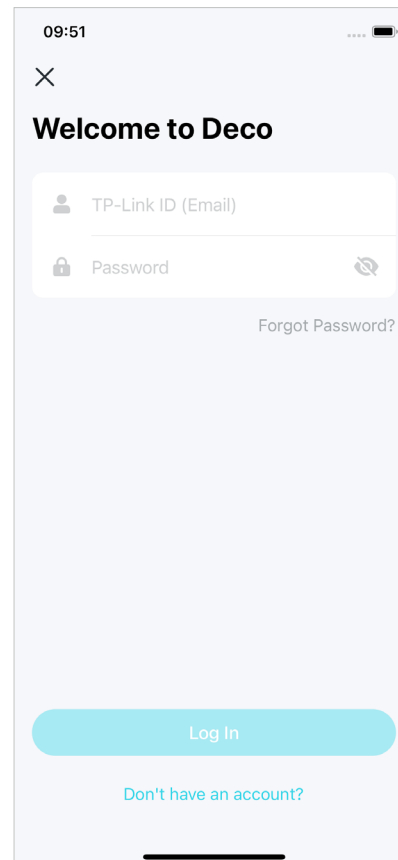 09:51
Welcome to Deco
TP-Link ID (Email)
Password
Forgot Password?
Log In
Don't have an account?